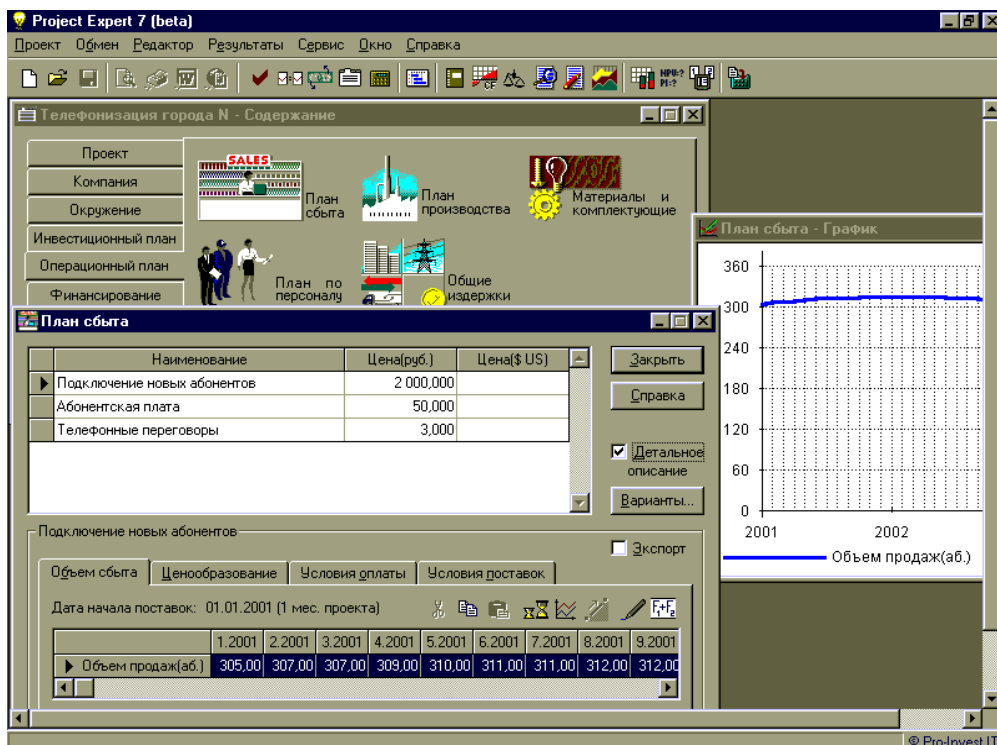 Project Expert 7 (beta)
Проект Обмен Редактор Результаты Сервис Окно Справка
CF NPU:? PI:?
Телефонизация города N - Содержание
Проект
Компания
Окружение
Инвестиционный план
Операционный план
Финансирование
SALES
План сбыта
План производства
Материалы и комплектующие
План по персоналу
Общие издержки
План сбыта - График
360
300
240
180
120
60
0
2001 2002
Объем продаж(аб.)
План сбыта
Наименование Цена(руб.) Цена($ US)
Подключение новых абонентов 2 000,000
Абонентская плата 50,000
Телефонные переговоры 3,000
Закрыть
Справка
Детальное описание
Варианты...
Подключение новых абонентов
Экспорт
Объем сбыта Ценообразование Условия оплаты Условия поставок
Дата начала поставок: 01.01.2001 (1 мес. проекта)
F₁+F₂
1.2001 2.2001 3.2001 4.2001 5.2001 6.2001 7.2001 8.2001 9.2001
Объем продаж(аб.) 305,00 307,00 307,00 309,00 310,00 311,00 311,00 312,00 312,00
© Pro-Invest IT